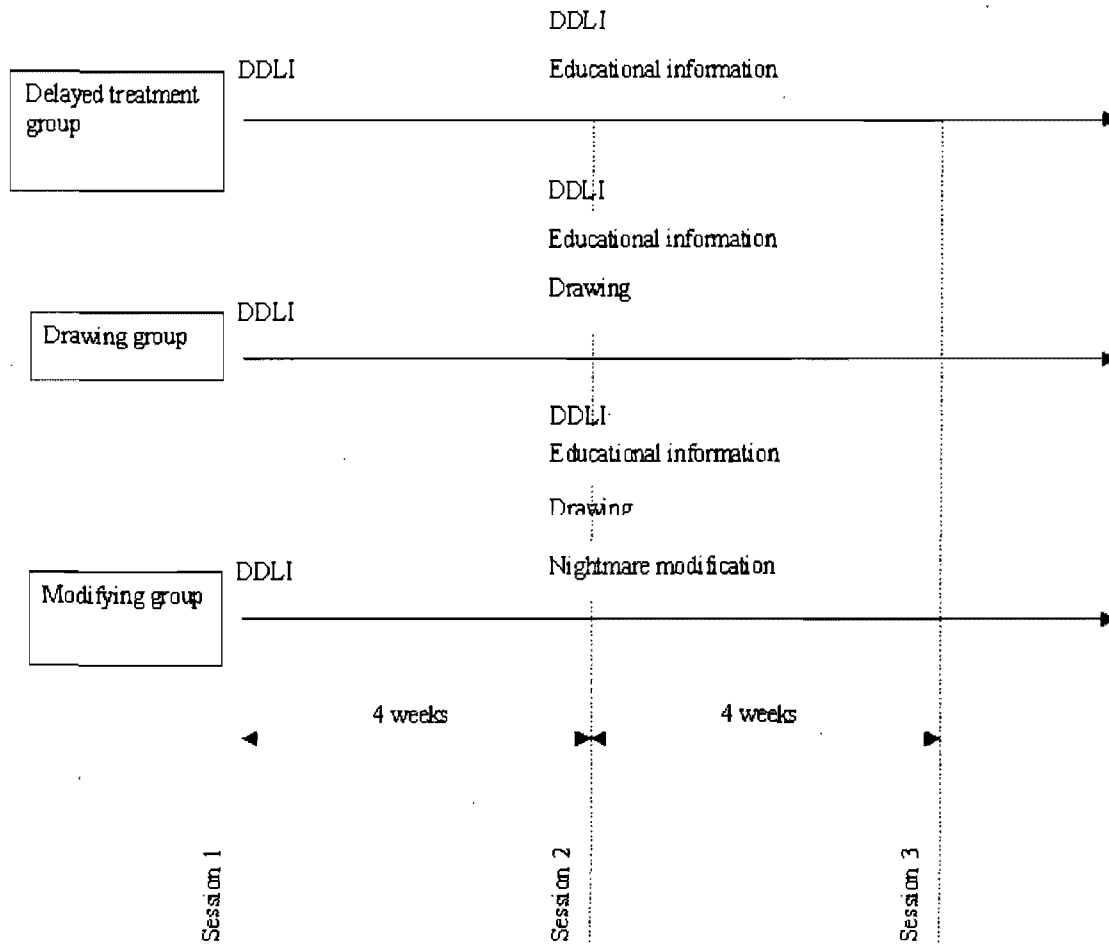 DDLI
Educational information
DDLI
Delayed treatment
group
DDLI
Educational information
Drawing
DDLI
Drawing group
DDLI
Educational information
Drawing
Nightmare modification
DDLI
Modifying group
4 weeks
4 weeks
Session 1
Session 2
Session 3